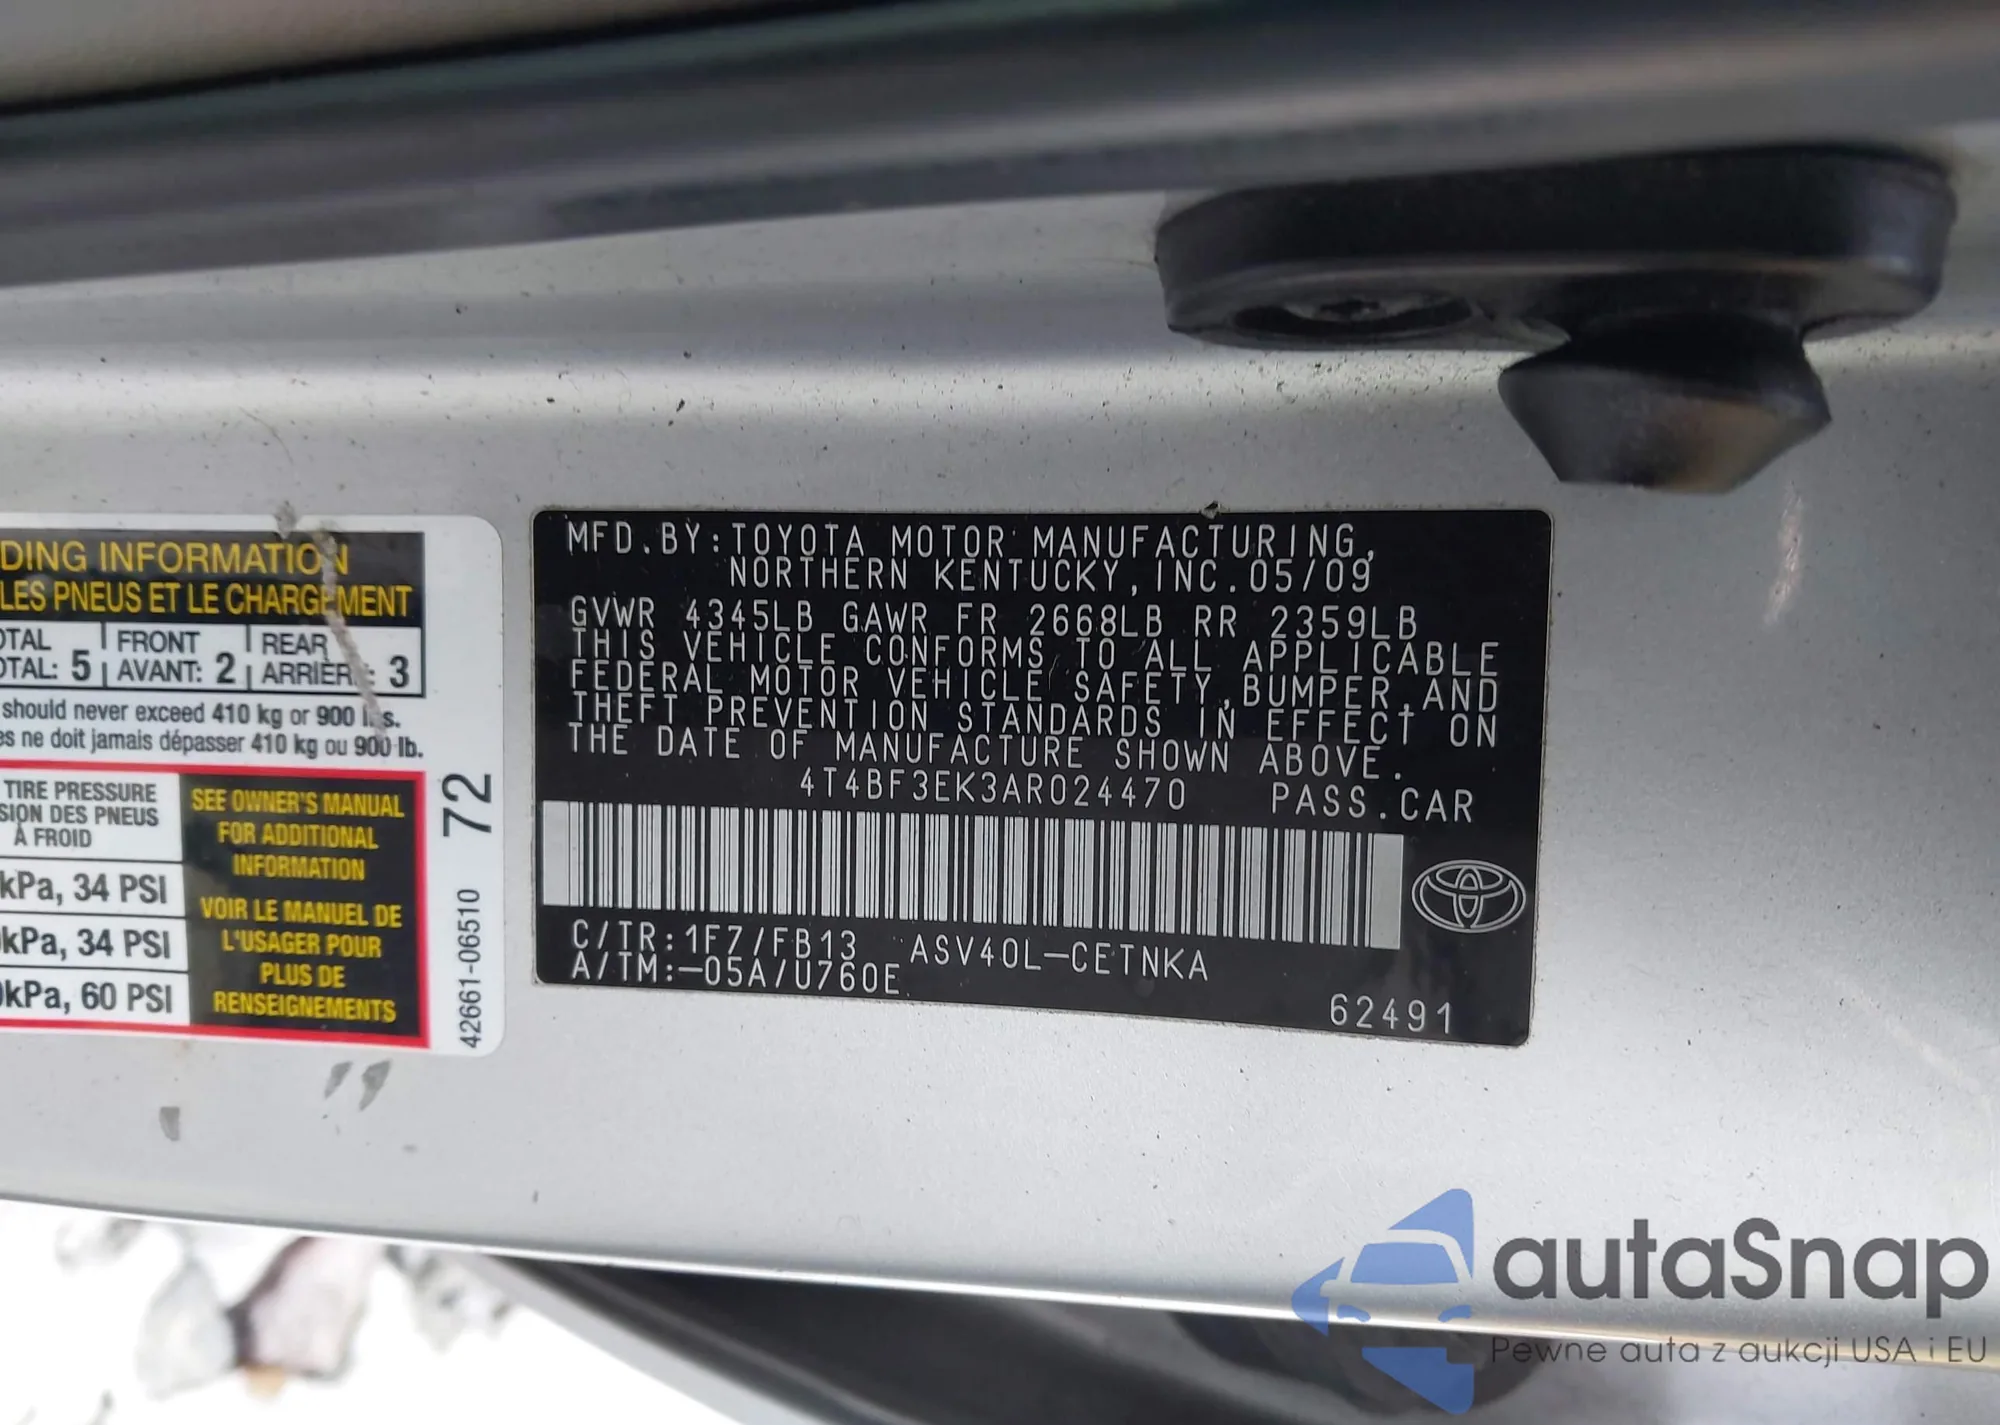 DING INFORMATION
LES PNEUS ET LE CHARGEMENT
OTAL FRONT REAR
OTAL: 5 AVANT: 2 ARRIÈRE: 3
should never exceed 410 kg or 900 lbs.
es ne doit jamais dépasser 410 kg ou 900 lb.
TIRE PRESSURE
SION DES PNEUS
À FROID
kPa, 34 PSI
0kPa, 34 PSI
0kPa, 60 PSI
SEE OWNER'S MANUAL
FOR ADDITIONAL
INFORMATION
VOIR LE MANUEL DE
L'USAGER POUR
PLUS DE
RENSEIGNEMENTS
42661-06510 72
MFD.BY:TOYOTA MOTOR MANUFACTURING,
NORTHERN KENTUCKY, INC.05/09
GVWR 4345LB GAWR FR 2668LB RR 2359LB
THIS VEHICLE CONFORMS TO ALL APPLICABLE
FEDERAL MOTOR VEHICLE SAFETY,BUMPER,AND
THEFT PREVENTION STANDARDS IN EFFECT ON
THE DATE OF MANUFACTURE SHOWN ABOVE.
4T4BF3EK3AR024470 PASS.CAR
C/TR:1F7/FB13 ASV40L-CETNKA
A/TM:-05A/U760E
62491
autaSnap
Pewne auta z aukcji USA i EU